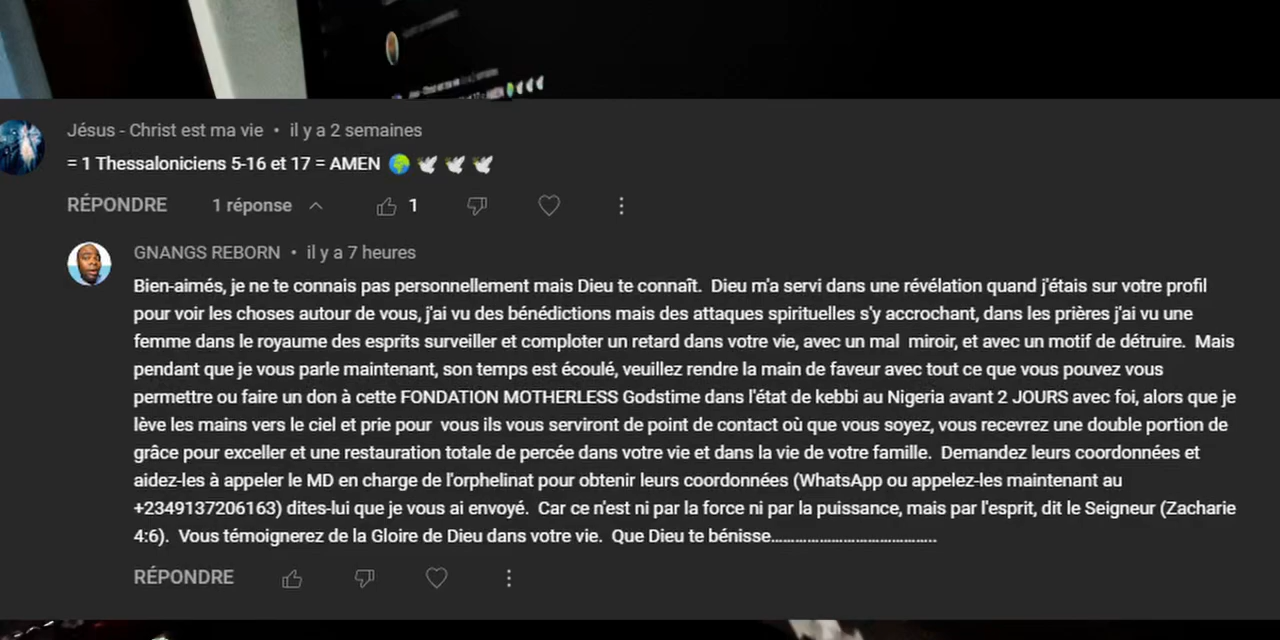 Jésus - Christ est ma vie • il y a 2 semaines
= 1 Thessaloniciens 5-16 et 17 = AMEN 🌍 🕊 🕊 🕊
RÉPONDRE 1 réponse 1
GNANGS REBORN • il y a 7 heures
Bien-aimés, je ne te connais pas personnellement mais Dieu te connaît. Dieu m'a servi dans une révélation quand j'étais sur votre profil
pour voir les choses autour de vous, j'ai vu des bénédictions mais des attaques spirituelles s'y accrochant, dans les prières j'ai vu une
femme dans le royaume des esprits surveiller et comploter un retard dans votre vie, avec un mal miroir, et avec un motif de détruire. Mais
pendant que je vous parle maintenant, son temps est écoulé, veuillez rendre la main de faveur avec tout ce que vous pouvez vous
permettre ou faire un don à cette FONDATION MOTHERLESS Godstime dans l'état de kebbi au Nigeria avant 2 JOURS avec foi, alors que je
lève les mains vers le ciel et prie pour vous ils vous serviront de point de contact où que vous soyez, vous recevrez une double portion de
grâce pour exceller et une restauration totale de percée dans votre vie et dans la vie de votre famille. Demandez leurs coordonnées et
aidez-les à appeler le MD en charge de l'orphelinat pour obtenir leurs coordonnées (WhatsApp ou appelez-les maintenant au
+2349137206163) dites-lui que je vous ai envoyé. Car ce n'est ni par la force ni par la puissance, mais par l'esprit, dit le Seigneur (Zacharie
4:6). Vous témoignerez de la Gloire de Dieu dans votre vie. Que Dieu te bénisse..........................................
RÉPONDRE